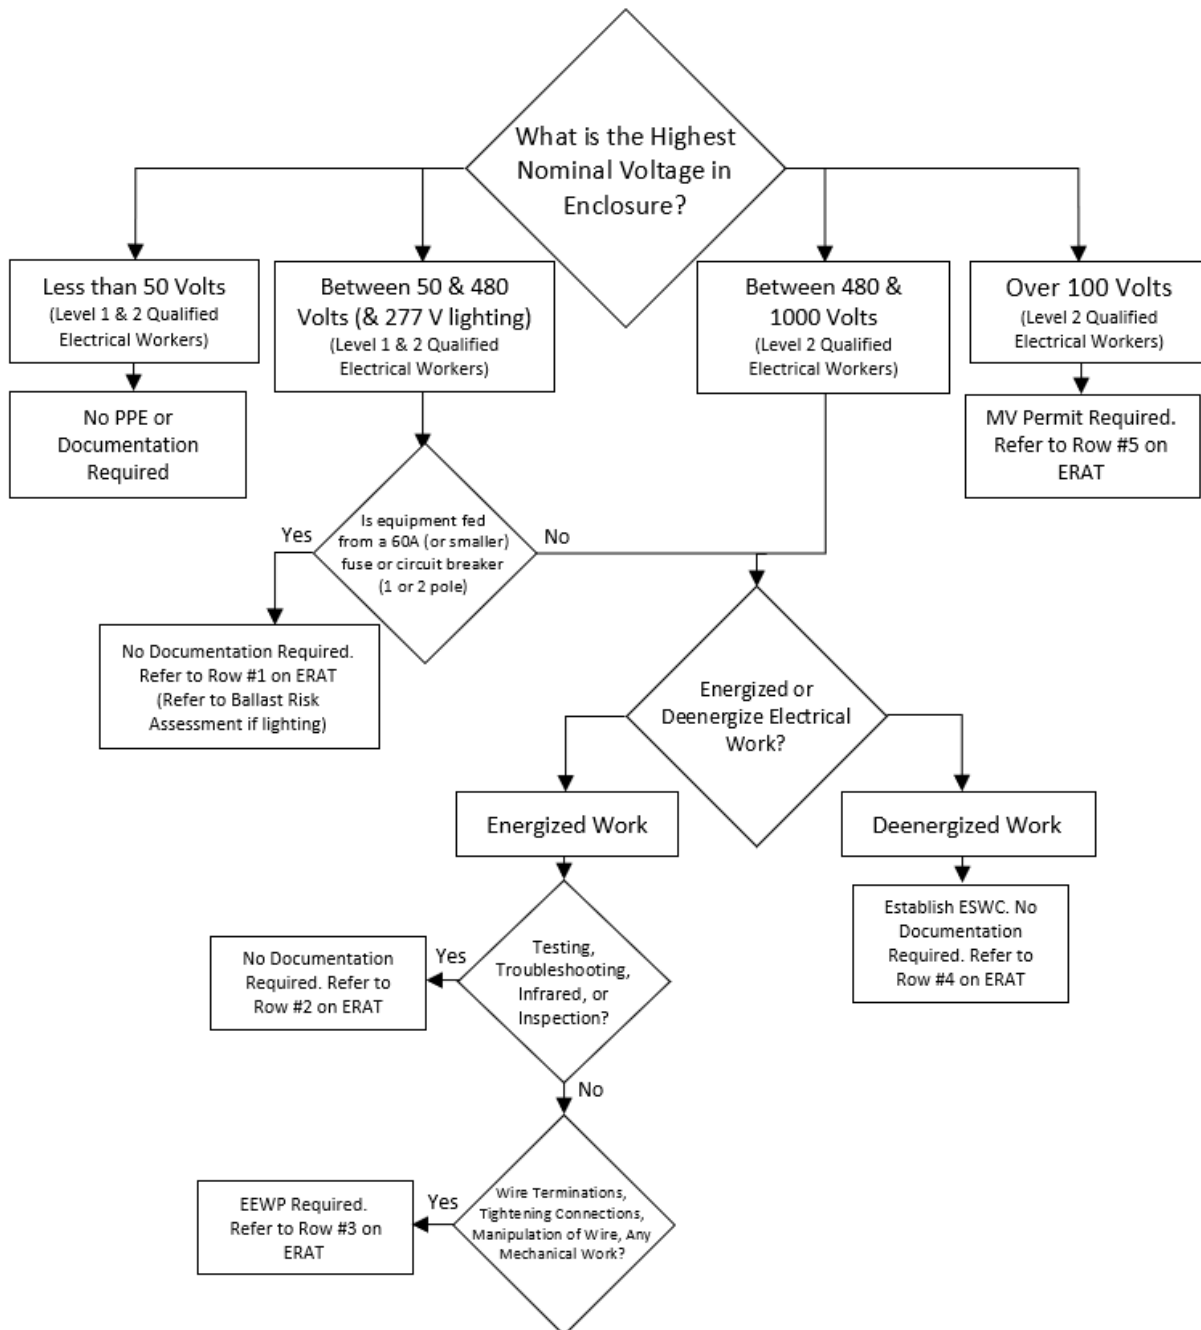 What is the Highest
Nominal Voltage in
Enclosure?
Less than 50 Volts
(Level 1 & 2 Qualified
Electrical Workers)
Between 50 & 480
Volts (& 277 V lighting)
(Level 1 & 2 Qualified
Electrical Workers)
Between 480 &
1000 Volts
(Level 2 Qualified
Electrical Workers)
Over 100 Volts
(Level 2 Qualified
Electrical Workers)
No PPE or
Documentation
Required
MV Permit Required.
Refer to Row #5 on
ERAT
Yes
Is equipment fed
from a 60A (or smaller)
fuse or circuit breaker
(1 or 2 pole)
No
No Documentation Required.
Refer to Row #1 on ERAT
(Refer to Ballast Risk
Assessment if lighting)
Energized or
Deenergize Electrical
Work?
Energized Work
Deenergized Work
Establish ESWC. No
Documentation
Required. Refer to
Row #4 on ERAT
No Documentation
Required. Refer to
Row #2 on ERAT
Yes
Testing,
Troubleshooting,
Infrared, or
Inspection?
No
EEWP Required.
Refer to Row #3 on
ERAT
Yes
Wire Terminations,
Tightening Connections,
Manipulation of Wire, Any
Mechanical Work?